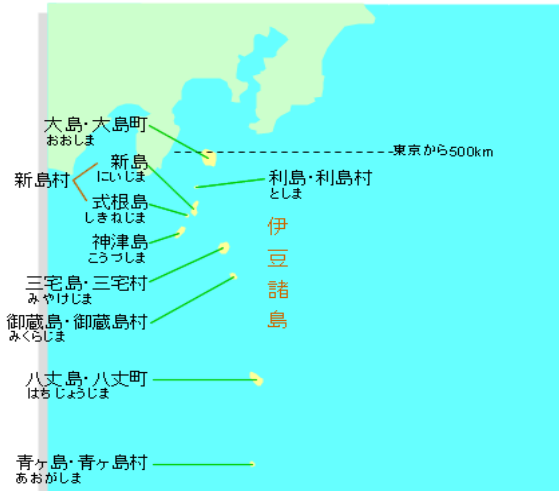 大島・大島町
おおしま
東京から500km
新島
にいじま
利島・利島村
としま
新島村
式根島
しきねじま
神津島
こうづしま
伊豆諸島
三宅島・三宅村
みやけじま
御蔵島・御蔵島村
みくらじま
八丈島・八丈町
はちじょうじま
青ヶ島・青ヶ島村
あおがしま